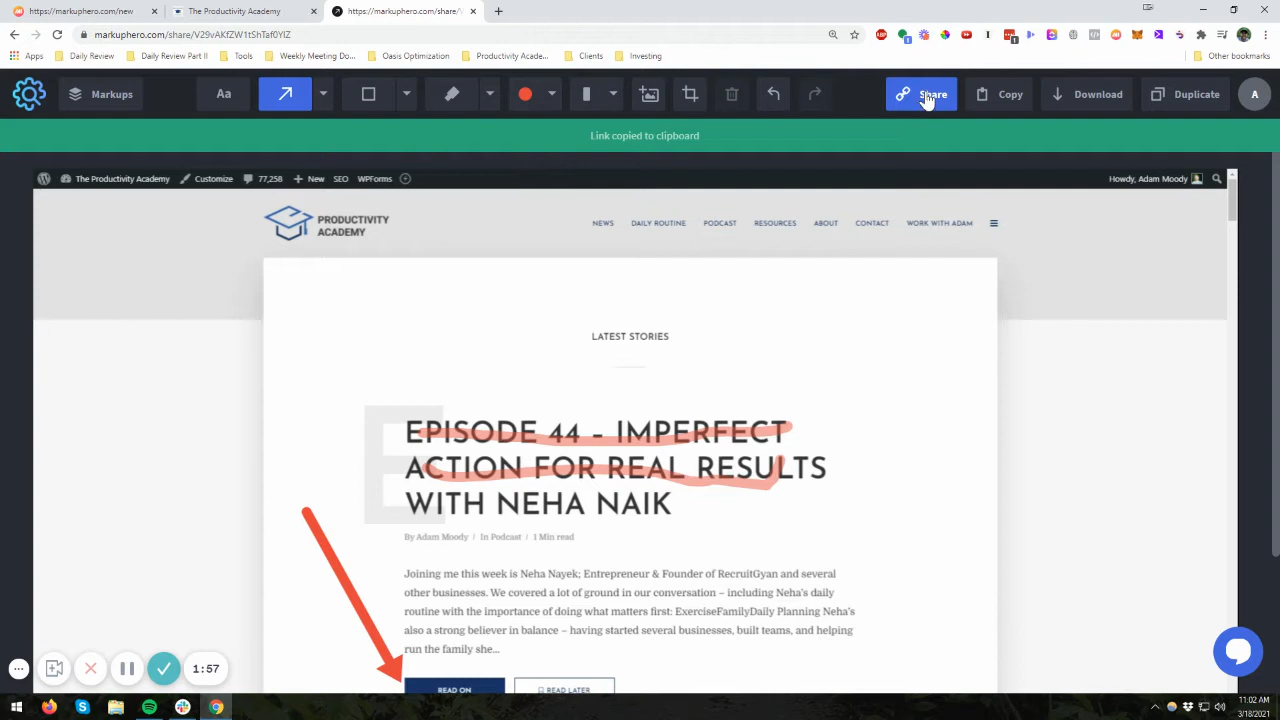 https://markuphero.com/new
The Productivity Academy
https://markuphero.com/share/V
markuphero.com/share/V29vAkfZW1tShTaf0YlZ
Apps
Daily Review
Daily Review Part II
Tools
Weekly Meeting Do...
Oasis Optimization
Productivity Acade...
Clients
Investing
Other bookmarks
Markups
Aa
Share
Copy
Download
Duplicate
A
Link copied to clipboard
The Productivity Academy
Customize
77,258
New
SEO
WPForms
Howdy, Adam Moody
PRODUCTIVITY
ACADEMY
NEWS
DAILY ROUTINE
PODCAST
RESOURCES
ABOUT
CONTACT
WORK WITH ADAM
LATEST STORIES
E
EPISODE 44 – IMPERFECT
ACTION FOR REAL RESULTS
WITH NEHA NAIK
By Adam Moody / In Podcast / 1 Min read
Joining me this week is Neha Nayek; Entrepreneur & Founder of RecruitGyan and several
other businesses. We covered a lot of ground in our conversation – including Neha's daily
routine with the importance of doing what matters first: ExerciseFamilyDaily Planning Neha's
also a strong believer in balance – having started several businesses, built teams, and helping
run the family she...
READ ON
READ LATER
1:57
11:02 AM
3/18/2021